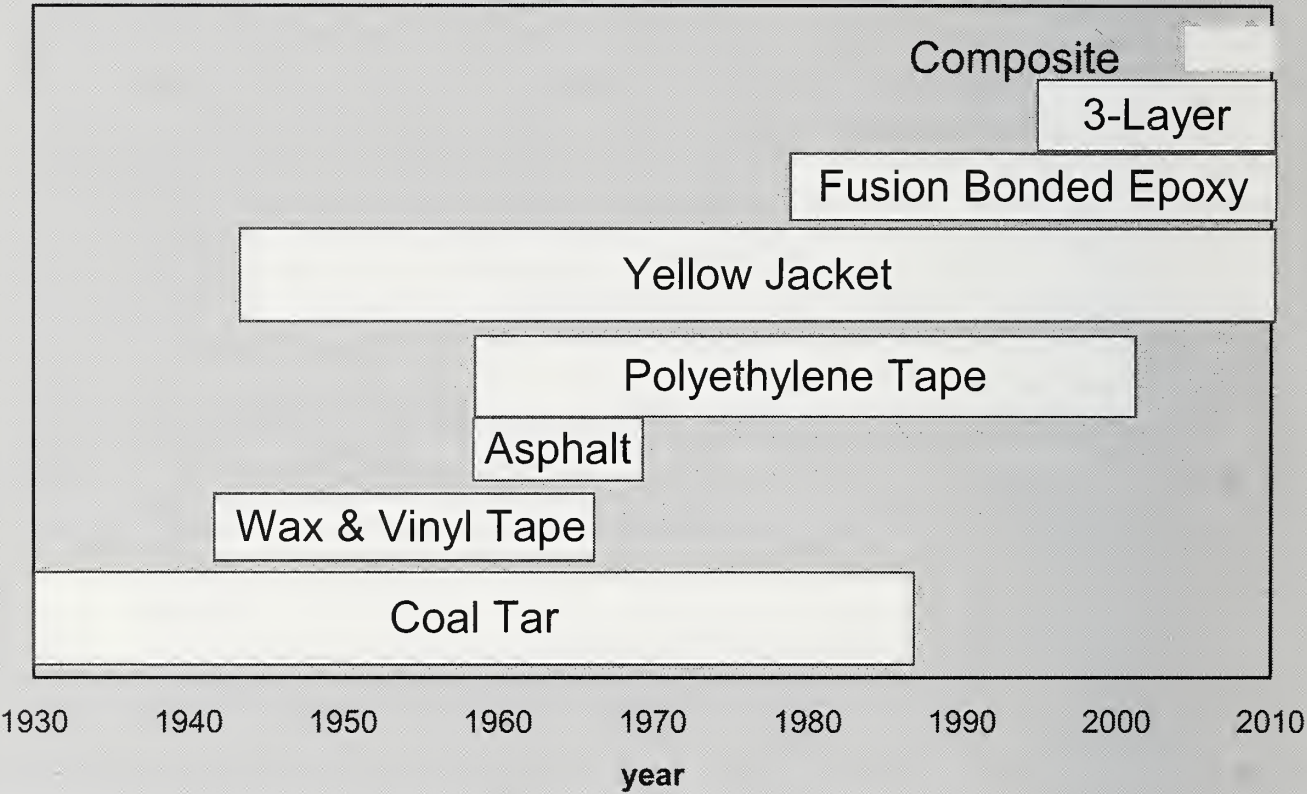 Composite
3-Layer
Fusion Bonded Epoxy
Yellow Jacket
Polyethylene Tape
Asphalt
Wax & Vinyl Tape
Coal Tar
1930 1940 1950 1960 1970 1980 1990 2000 2010
year